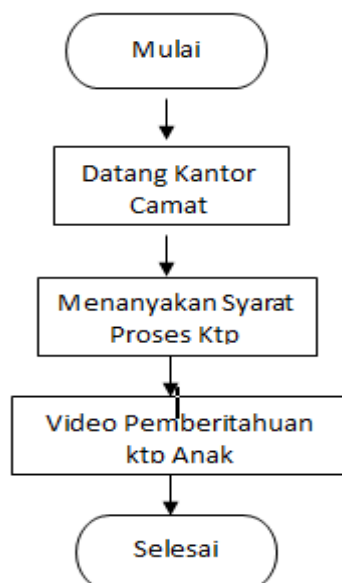 Mulai
Datang Kantor
Camat
Menanyakan Syarat
Proses Ktp
Video Pemberitahuan
ktp Anak
Selesai